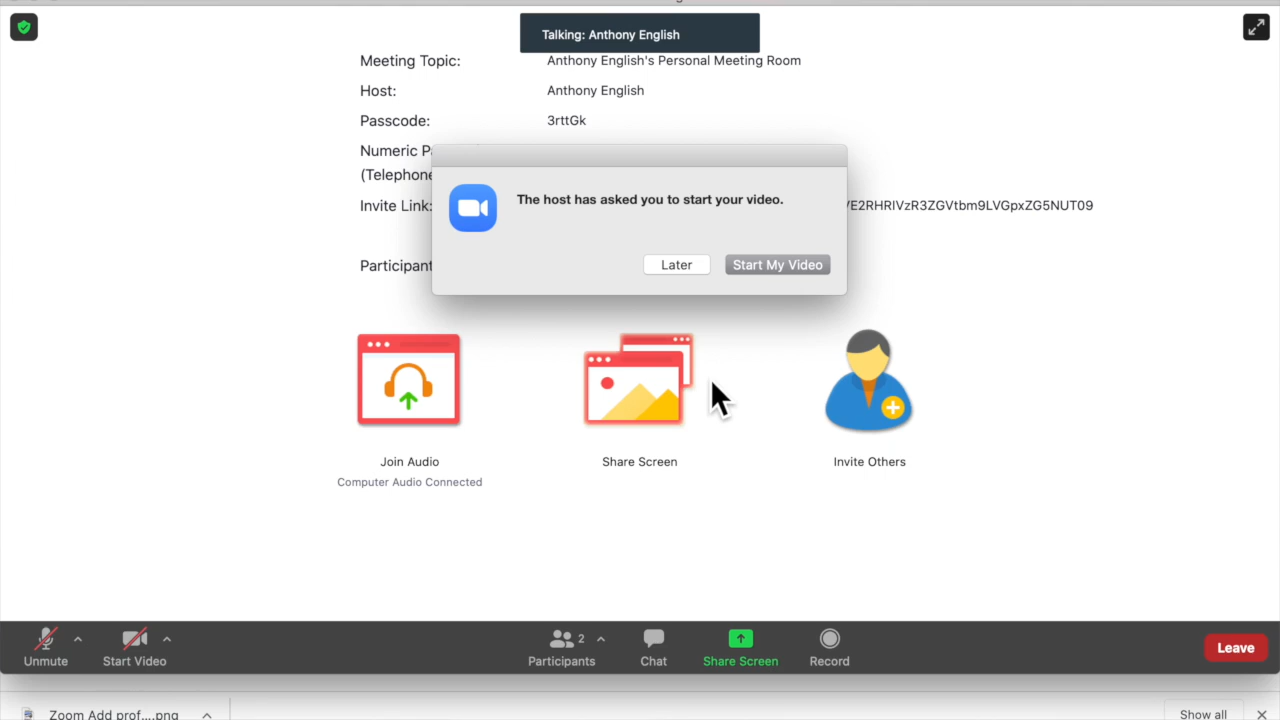 Talking: Anthony English
Meeting Topic: Anthony English's Personal Meeting Room
Host: Anthony English
Passcode: 3rttGk
Numeric
(Telephone
Invite Link: VE2RHRIVzR3ZGVtbm9LVGpxZG5NUT09
Participant
The host has asked you to start your video.
Later Start My Video
Join Audio Share Screen Invite Others
Computer Audio Connected
2
Unmute Start Video Participants Chat Share Screen Record Leave
Zoom Add prof....png Show all